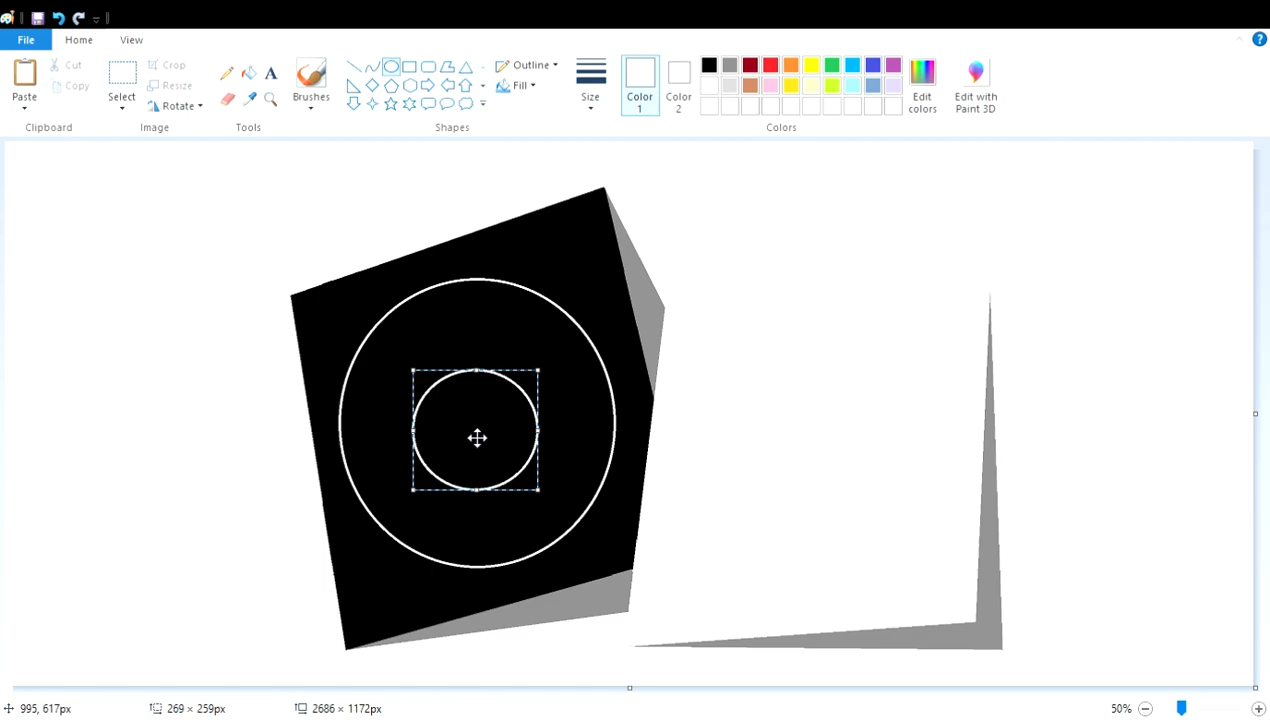 File Home View
Paste
Cut
Copy
Clipboard
Select
Crop
Resize
Rotate
Image
Tools
Brushes
Outline
Fill
Shapes
Size
Color 1
Color 2
Edit colors
Edit with Paint 3D
Colors
995, 617px 269 × 259px 2686 × 1172px 50%